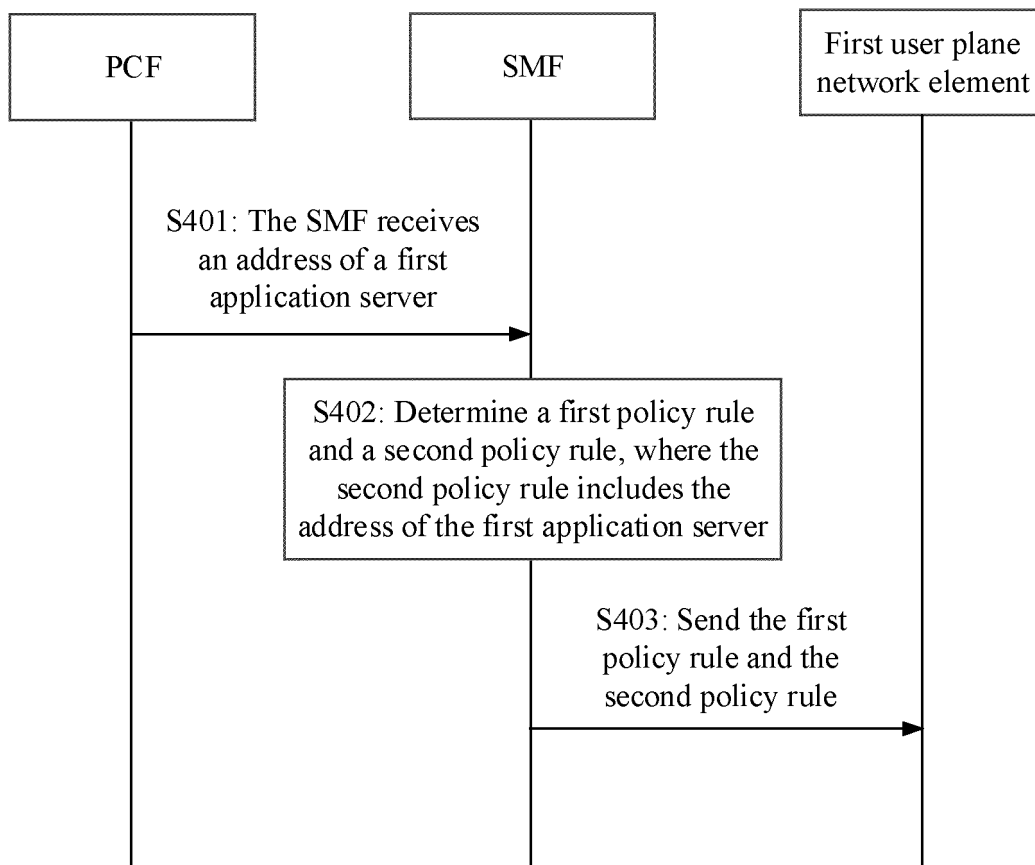 PCF
SMF
First user plane
network element
S401: The SMF receives
an address of a first
application server
S402: Determine a first policy rule
and a second policy rule, where the
second policy rule includes the
address of the first application server
S403: Send the first
policy rule and the
second policy rule